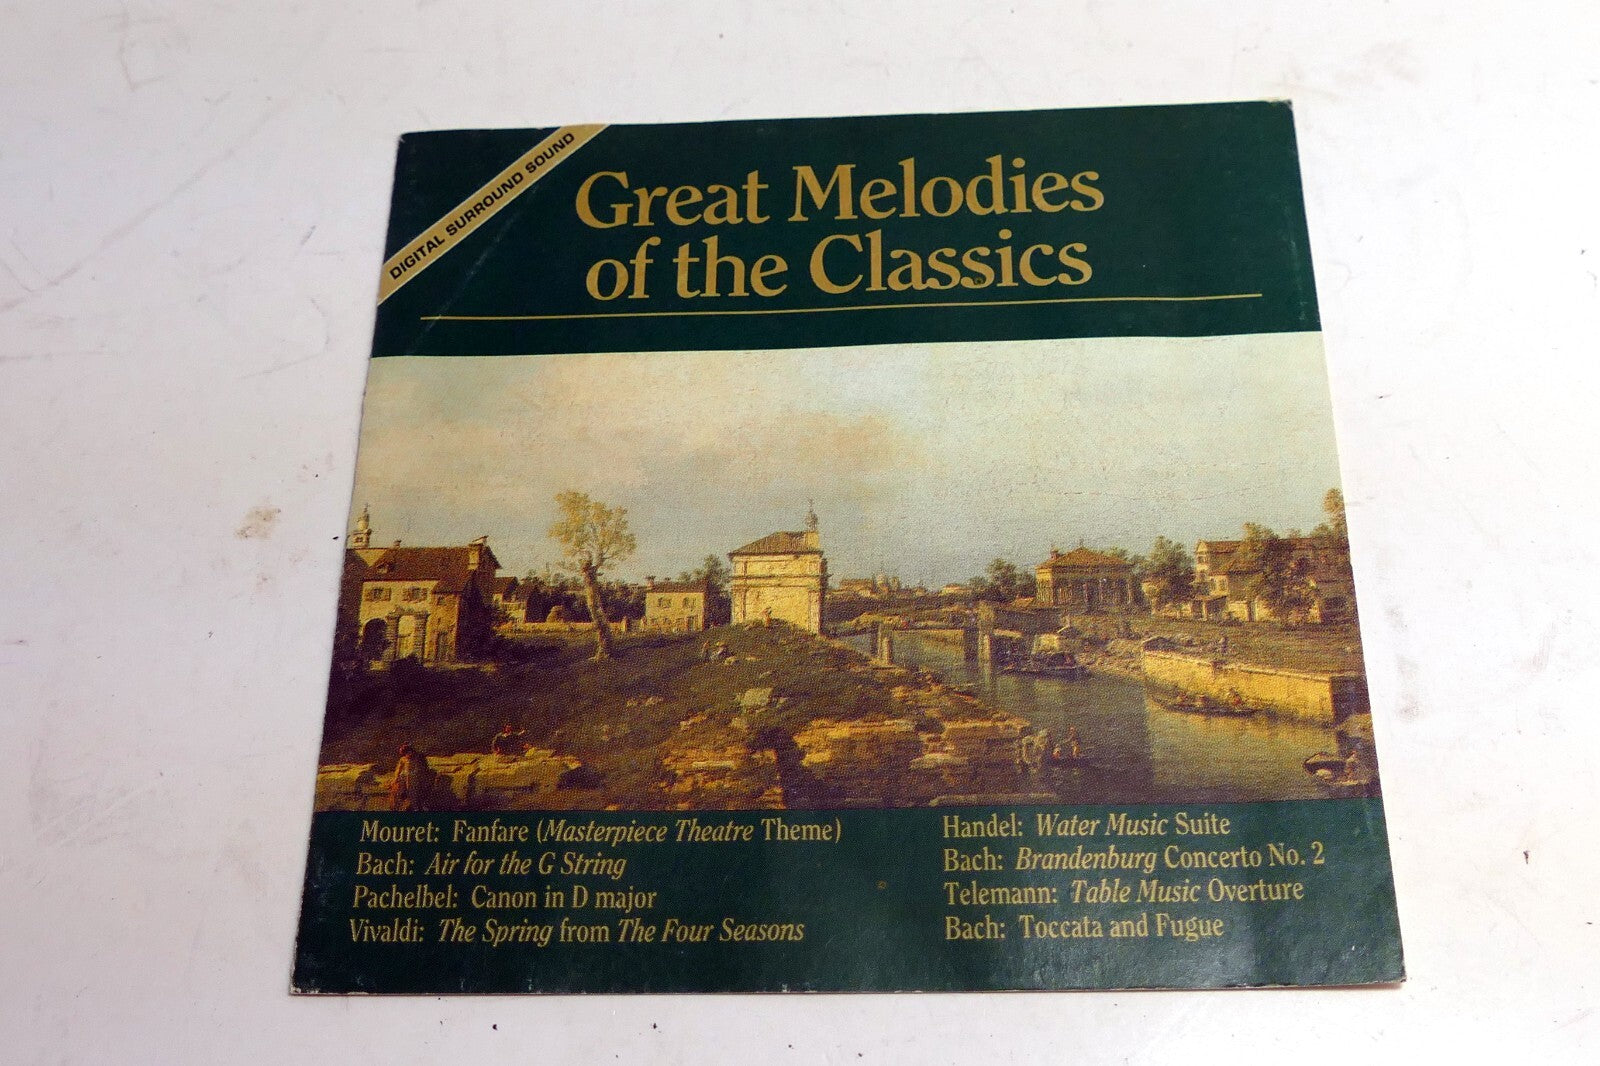 DIGITAL SURROUND SOUND
Great Melodies
of the Classics
Mouret: Fanfare (Masterpiece Theatre Theme)
Bach: Air for the G String
Pachelbel: Canon in D major
Vivaldi: The Spring from The Four Seasons
Handel: Water Music Suite
Bach: Brandenburg Concerto No. 2
Telemann: Table Music Overture
Bach: Toccata and Fugue